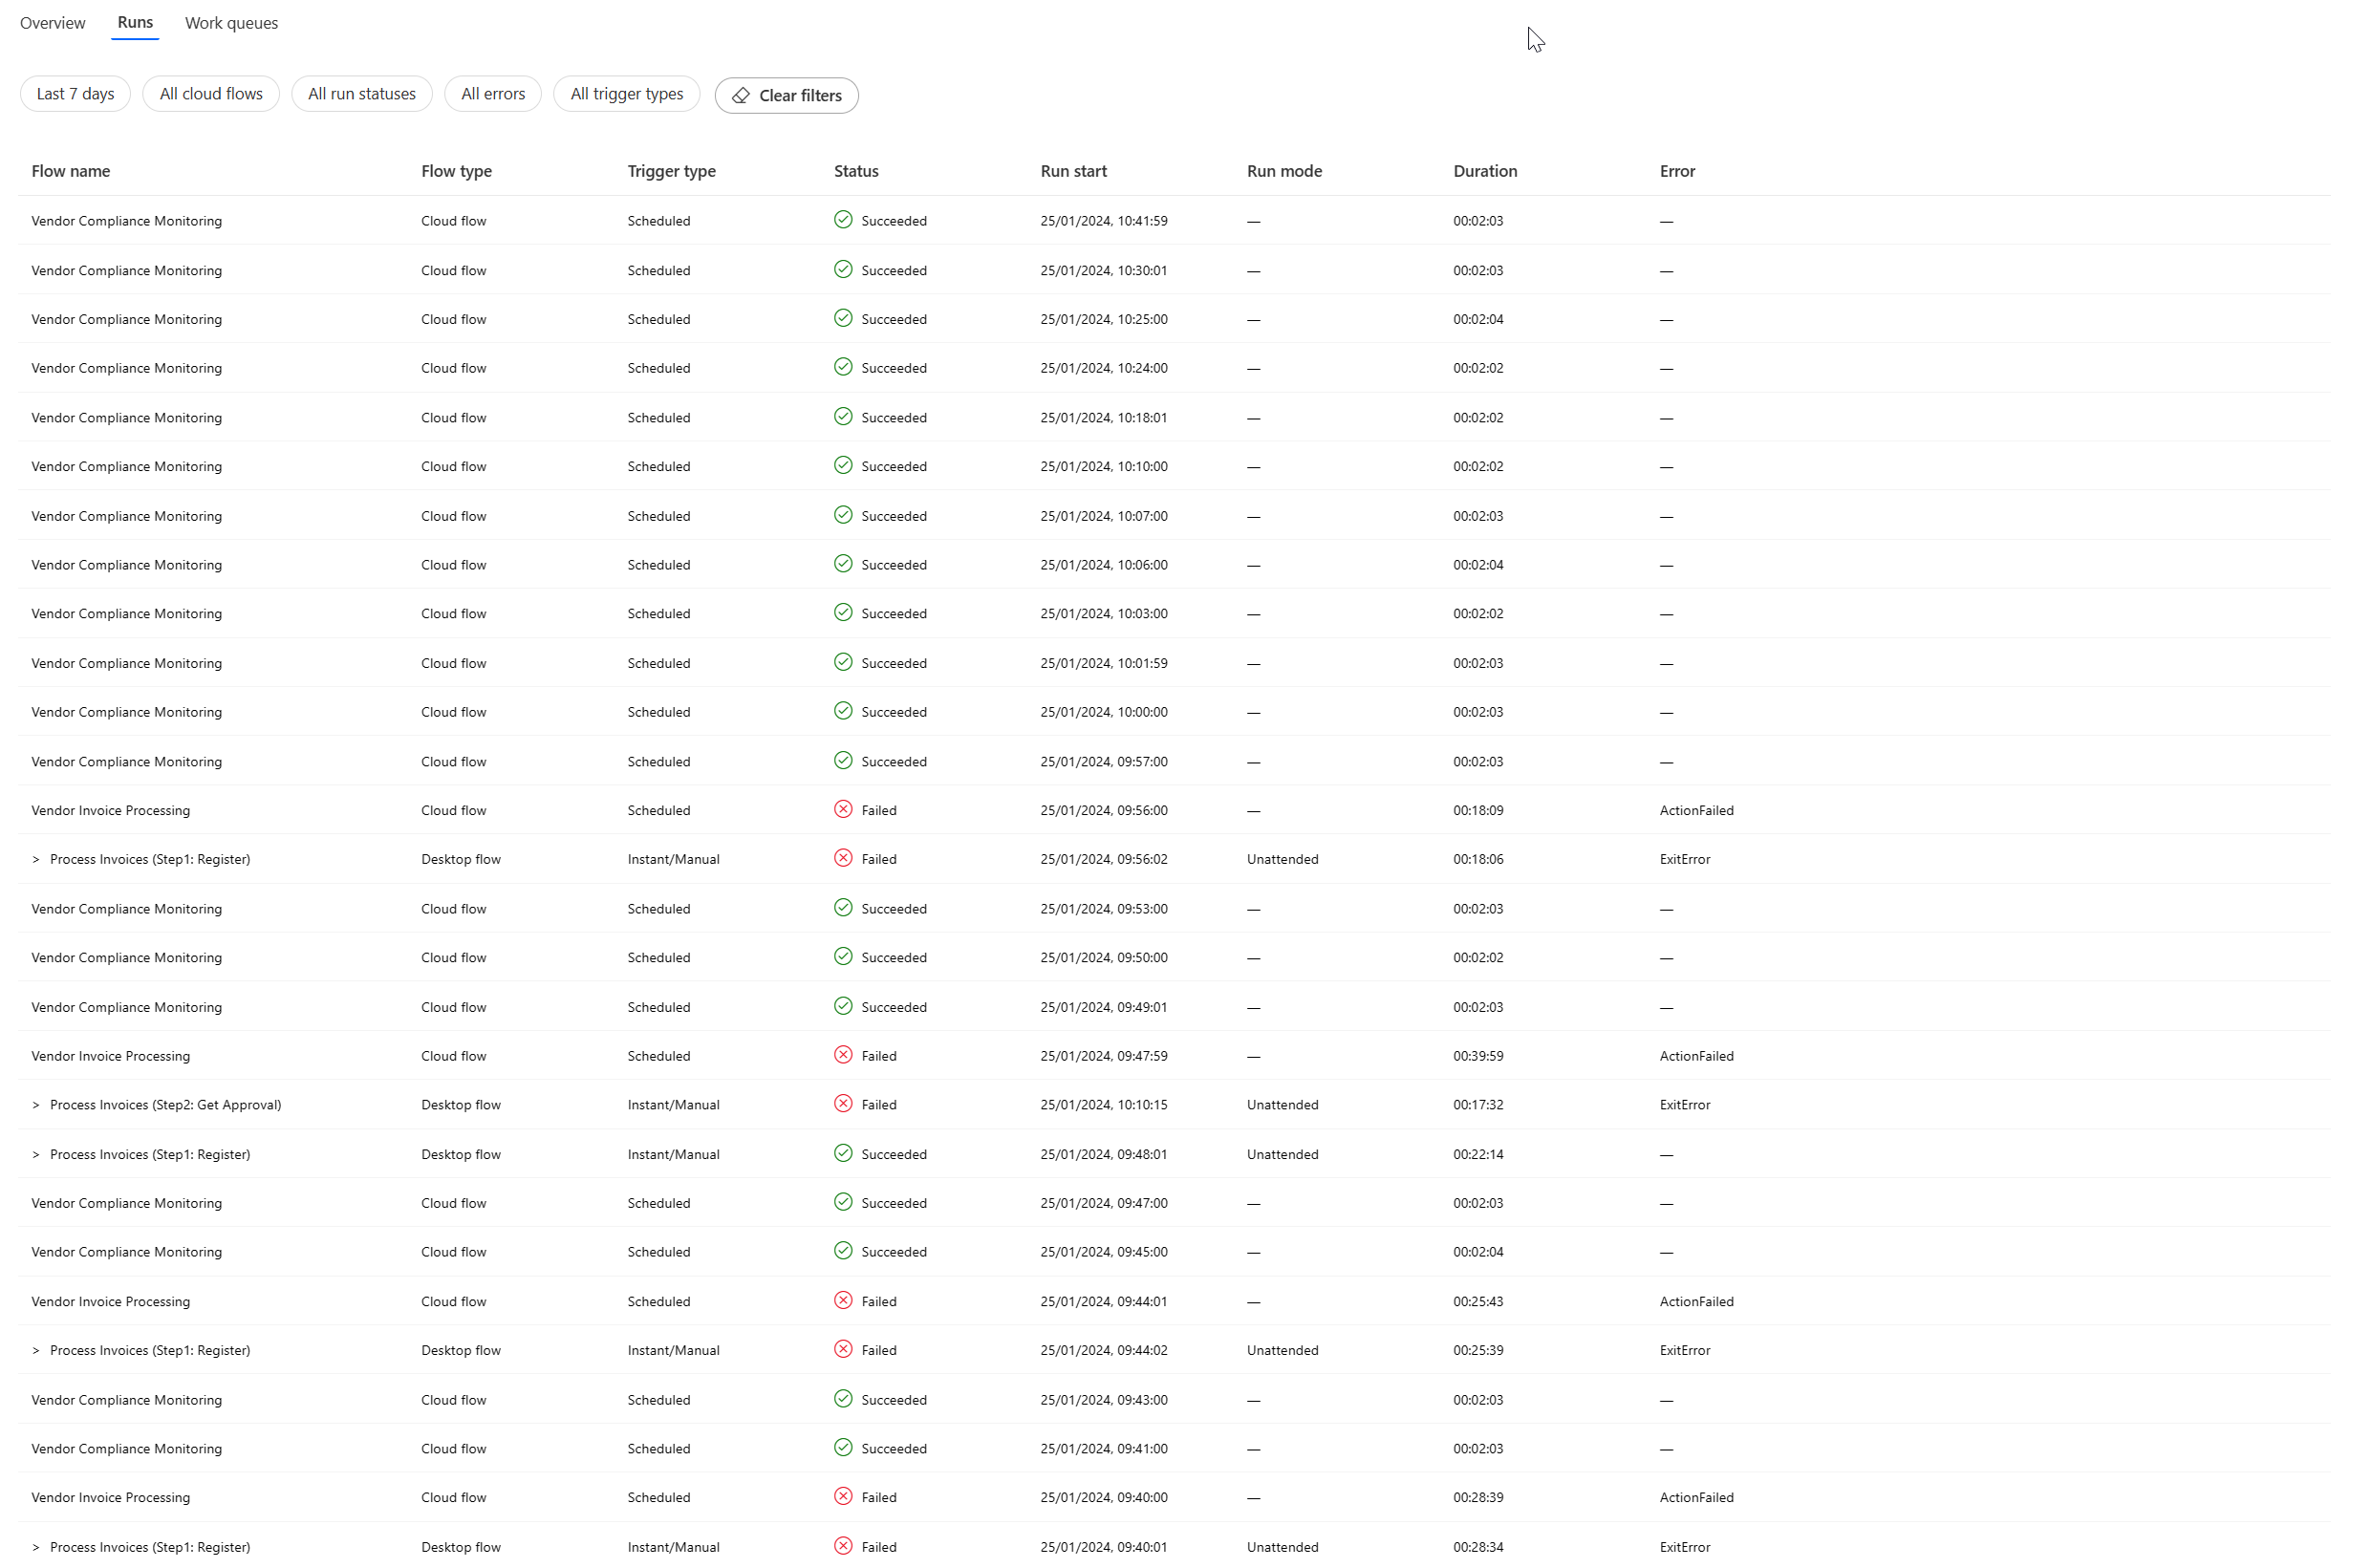 Overview Runs Work queues
Last 7 days All cloud flows All run statuses All errors All trigger types Clear filters
Flow name Flow type Trigger type Status Run start Run mode Duration Error
Vendor Compliance Monitoring Cloud flow Scheduled Succeeded 25/01/2024, 10:41:59 — 00:02:03 —
Vendor Compliance Monitoring Cloud flow Scheduled Succeeded 25/01/2024, 10:30:01 — 00:02:03 —
Vendor Compliance Monitoring Cloud flow Scheduled Succeeded 25/01/2024, 10:25:00 — 00:02:04 —
Vendor Compliance Monitoring Cloud flow Scheduled Succeeded 25/01/2024, 10:24:00 — 00:02:02 —
Vendor Compliance Monitoring Cloud flow Scheduled Succeeded 25/01/2024, 10:18:01 — 00:02:02 —
Vendor Compliance Monitoring Cloud flow Scheduled Succeeded 25/01/2024, 10:10:00 — 00:02:02 —
Vendor Compliance Monitoring Cloud flow Scheduled Succeeded 25/01/2024, 10:07:00 — 00:02:03 —
Vendor Compliance Monitoring Cloud flow Scheduled Succeeded 25/01/2024, 10:06:00 — 00:02:04 —
Vendor Compliance Monitoring Cloud flow Scheduled Succeeded 25/01/2024, 10:03:00 — 00:02:02 —
Vendor Compliance Monitoring Cloud flow Scheduled Succeeded 25/01/2024, 10:01:59 — 00:02:03 —
Vendor Compliance Monitoring Cloud flow Scheduled Succeeded 25/01/2024, 10:00:00 — 00:02:03 —
Vendor Compliance Monitoring Cloud flow Scheduled Succeeded 25/01/2024, 09:57:00 — 00:02:03 —
Vendor Invoice Processing Cloud flow Scheduled Failed 25/01/2024, 09:56:00 — 00:18:09 ActionFailed
> Process Invoices (Step1: Register) Desktop flow Instant/Manual Failed 25/01/2024, 09:56:02 Unattended 00:18:06 ExitError
Vendor Compliance Monitoring Cloud flow Scheduled Succeeded 25/01/2024, 09:53:00 — 00:02:03 —
Vendor Compliance Monitoring Cloud flow Scheduled Succeeded 25/01/2024, 09:50:00 — 00:02:02 —
Vendor Compliance Monitoring Cloud flow Scheduled Succeeded 25/01/2024, 09:49:01 — 00:02:03 —
Vendor Invoice Processing Cloud flow Scheduled Failed 25/01/2024, 09:47:59 — 00:39:59 ActionFailed
> Process Invoices (Step2: Get Approval) Desktop flow Instant/Manual Failed 25/01/2024, 10:10:15 Unattended 00:17:32 ExitError
> Process Invoices (Step1: Register) Desktop flow Instant/Manual Succeeded 25/01/2024, 09:48:01 Unattended 00:22:14 —
Vendor Compliance Monitoring Cloud flow Scheduled Succeeded 25/01/2024, 09:47:00 — 00:02:03 —
Vendor Compliance Monitoring Cloud flow Scheduled Succeeded 25/01/2024, 09:45:00 — 00:02:04 —
Vendor Invoice Processing Cloud flow Scheduled Failed 25/01/2024, 09:44:01 — 00:25:43 ActionFailed
> Process Invoices (Step1: Register) Desktop flow Instant/Manual Failed 25/01/2024, 09:44:02 Unattended 00:25:39 ExitError
Vendor Compliance Monitoring Cloud flow Scheduled Succeeded 25/01/2024, 09:43:00 — 00:02:03 —
Vendor Compliance Monitoring Cloud flow Scheduled Succeeded 25/01/2024, 09:41:00 — 00:02:03 —
Vendor Invoice Processing Cloud flow Scheduled Failed 25/01/2024, 09:40:00 — 00:28:39 ActionFailed
> Process Invoices (Step1: Register) Desktop flow Instant/Manual Failed 25/01/2024, 09:40:01 Unattended 00:28:34 ExitError